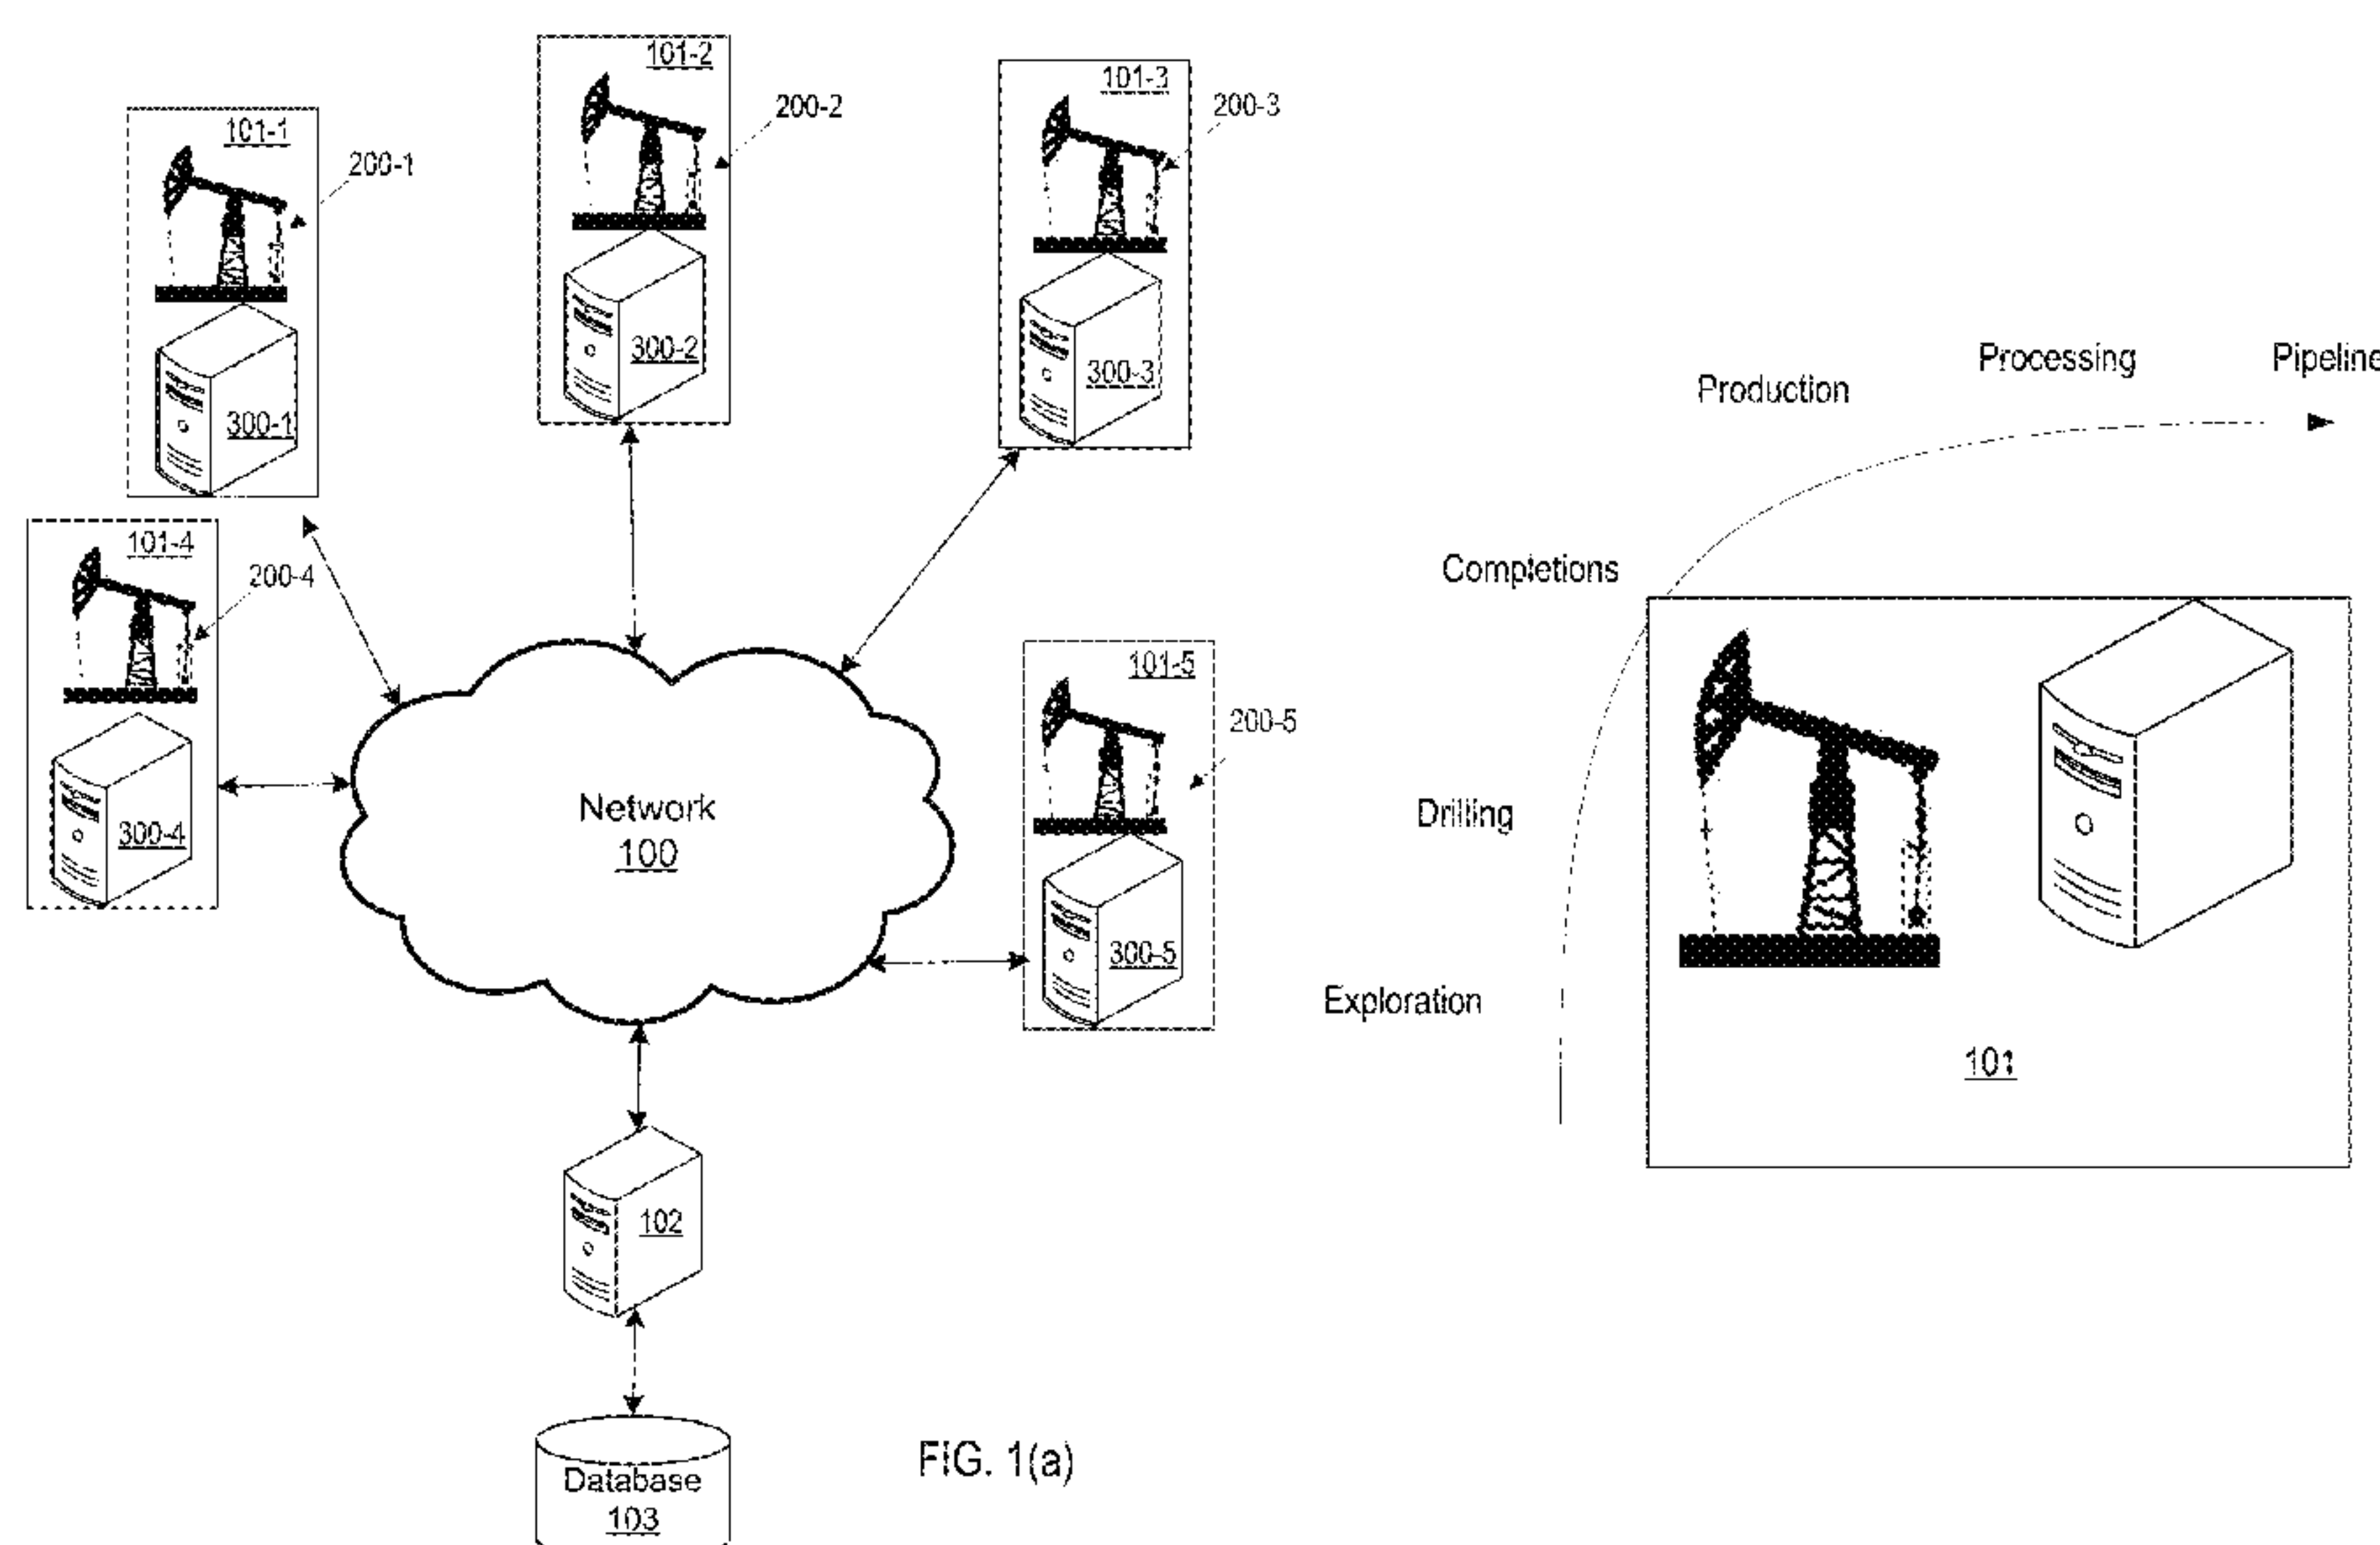 101-1
200-1
300-1
101-2
200-2
300-2
101-3
200-3
300-3
101-4
200-4
300-4
Network
100
101-5
200-5
300-5
102
Database
103
FIG. 1(a)
Pipeline
Processing
Production
Completions
Drilling
Exploration
101